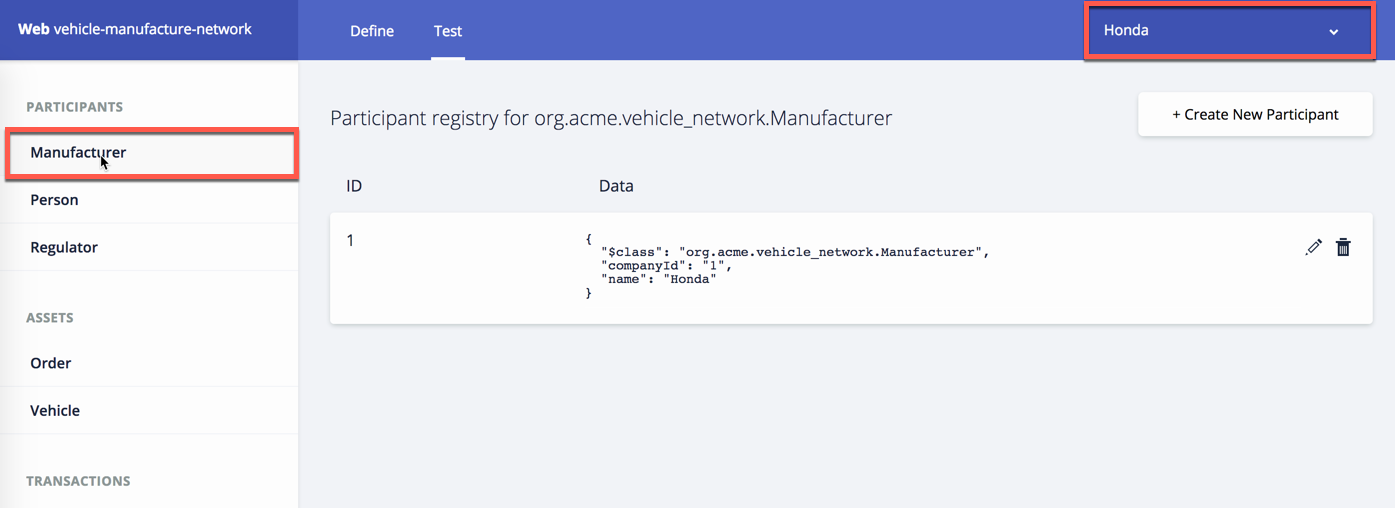 Web vehicle-manufacture-network
Define
Test
Honda
PARTICIPANTS
Manufacturer
Person
Regulator
ASSETS
Order
Vehicle
TRANSACTIONS
Participant registry for org.acme.vehicle_network.Manufacturer
+ Create New Participant
ID
Data
1
{
"$class": "org.acme.vehicle_network.Manufacturer",
"companyId": "1",
"name": "Honda"
}